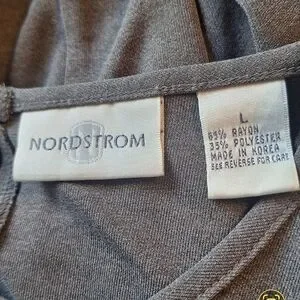 NORDSTROM
L
65% RAYON
35% POLYESTER
MADE IN KOREA
SEE REVERSE FOR CARE